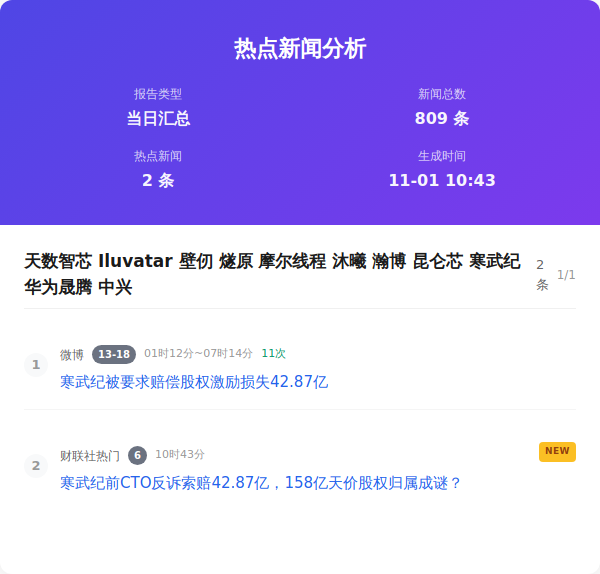 热点新闻分析
报告类型
新闻总数
当日汇总
809 条
热点新闻
生成时间
2 条
11-01 10:43
天数智芯 Iluvatar 壁仞 燧原 摩尔线程 沐曦 瀚博 昆仑芯 寒武纪
华为晟腾 中兴
2
条
1/1
1
微博 13-18 01时12分~07时14分 11次
寒武纪被要求赔偿股权激励损失42.87亿
2
财联社热门 6 10时43分
NEW
寒武纪前CTO反诉索赔42.87亿，158亿天价股权归属成谜？